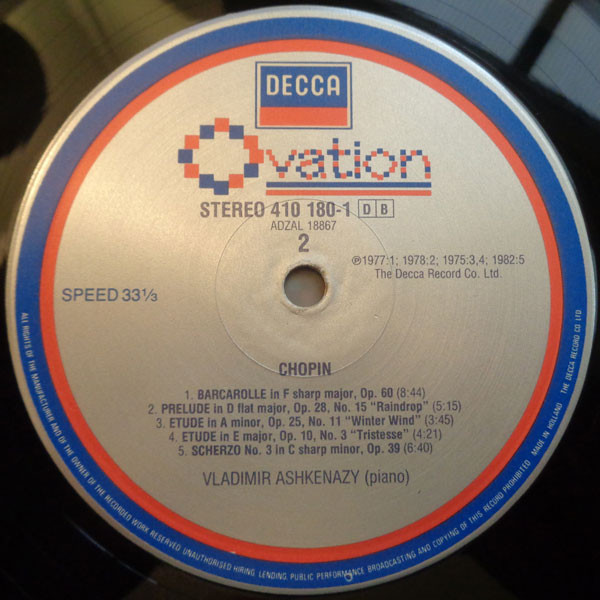 DECCA
Ovation
STEREO 410 180-1 D B
ADZAL 18867
2
℗1977:1; 1978:2; 1975:3,4; 1982:5
The Decca Record Co. Ltd.
SPEED 33⅓
CHOPIN
1. BARCAROLLE in F sharp major, Op. 60 (8:44)
2. PRELUDE in D flat major, Op. 28, No. 15 "Raindrop" (5:15)
3. ETUDE in A minor, Op. 25, No. 11 "Winter Wind" (3:45)
4. ETUDE in E major, Op. 10, No. 3 "Tristesse" (4:21)
5. SCHERZO No. 3 in C sharp minor, Op. 39 (6:40)
VLADIMIR ASHKENAZY (piano)
ALL RIGHTS OF THE MANUFACTURER AND OF THE OWNER OF THE RECORDED WORK RESERVED UNAUTHORISED HIRING, LENDING, PUBLIC PERFORMANCE BROADCASTING AND COPYING OF THIS RECORD PROHIBITED MADE IN HOLLAND THE DECCA RECORD CO LTD